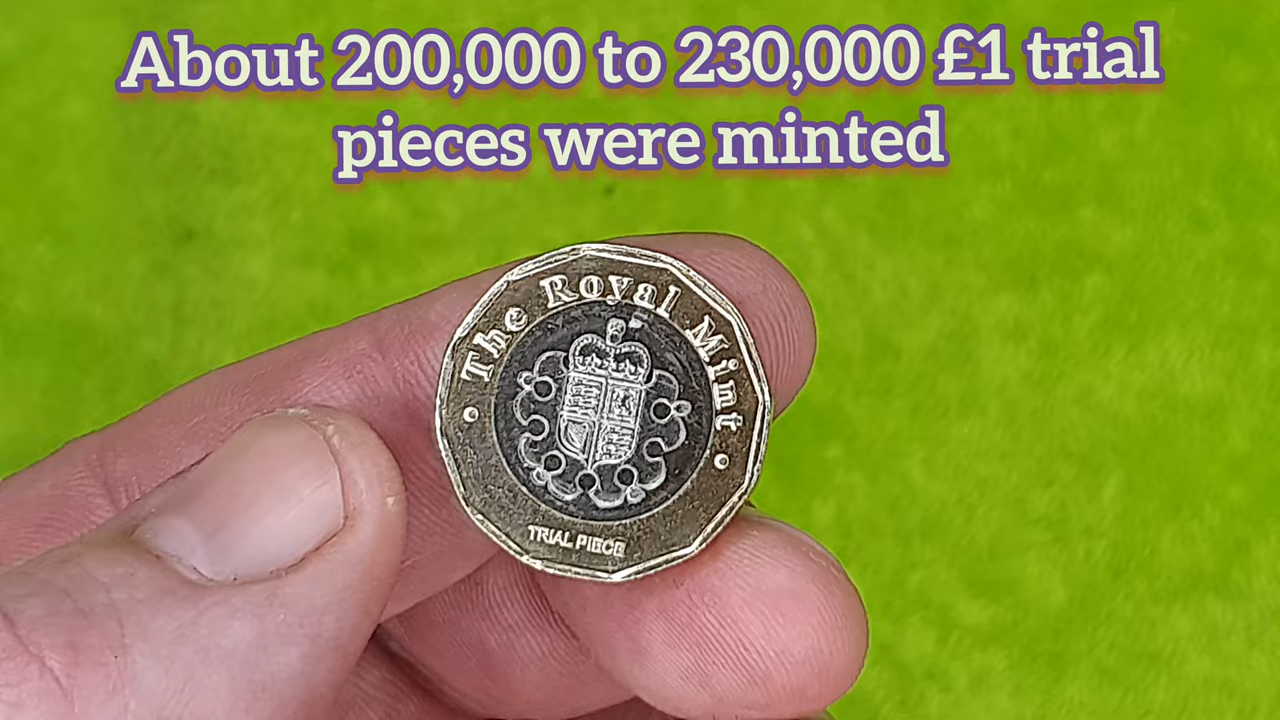 About 200,000 to 230,000 £1 trial
pieces were minted
• The Royal Mint •
TRIAL PIECE